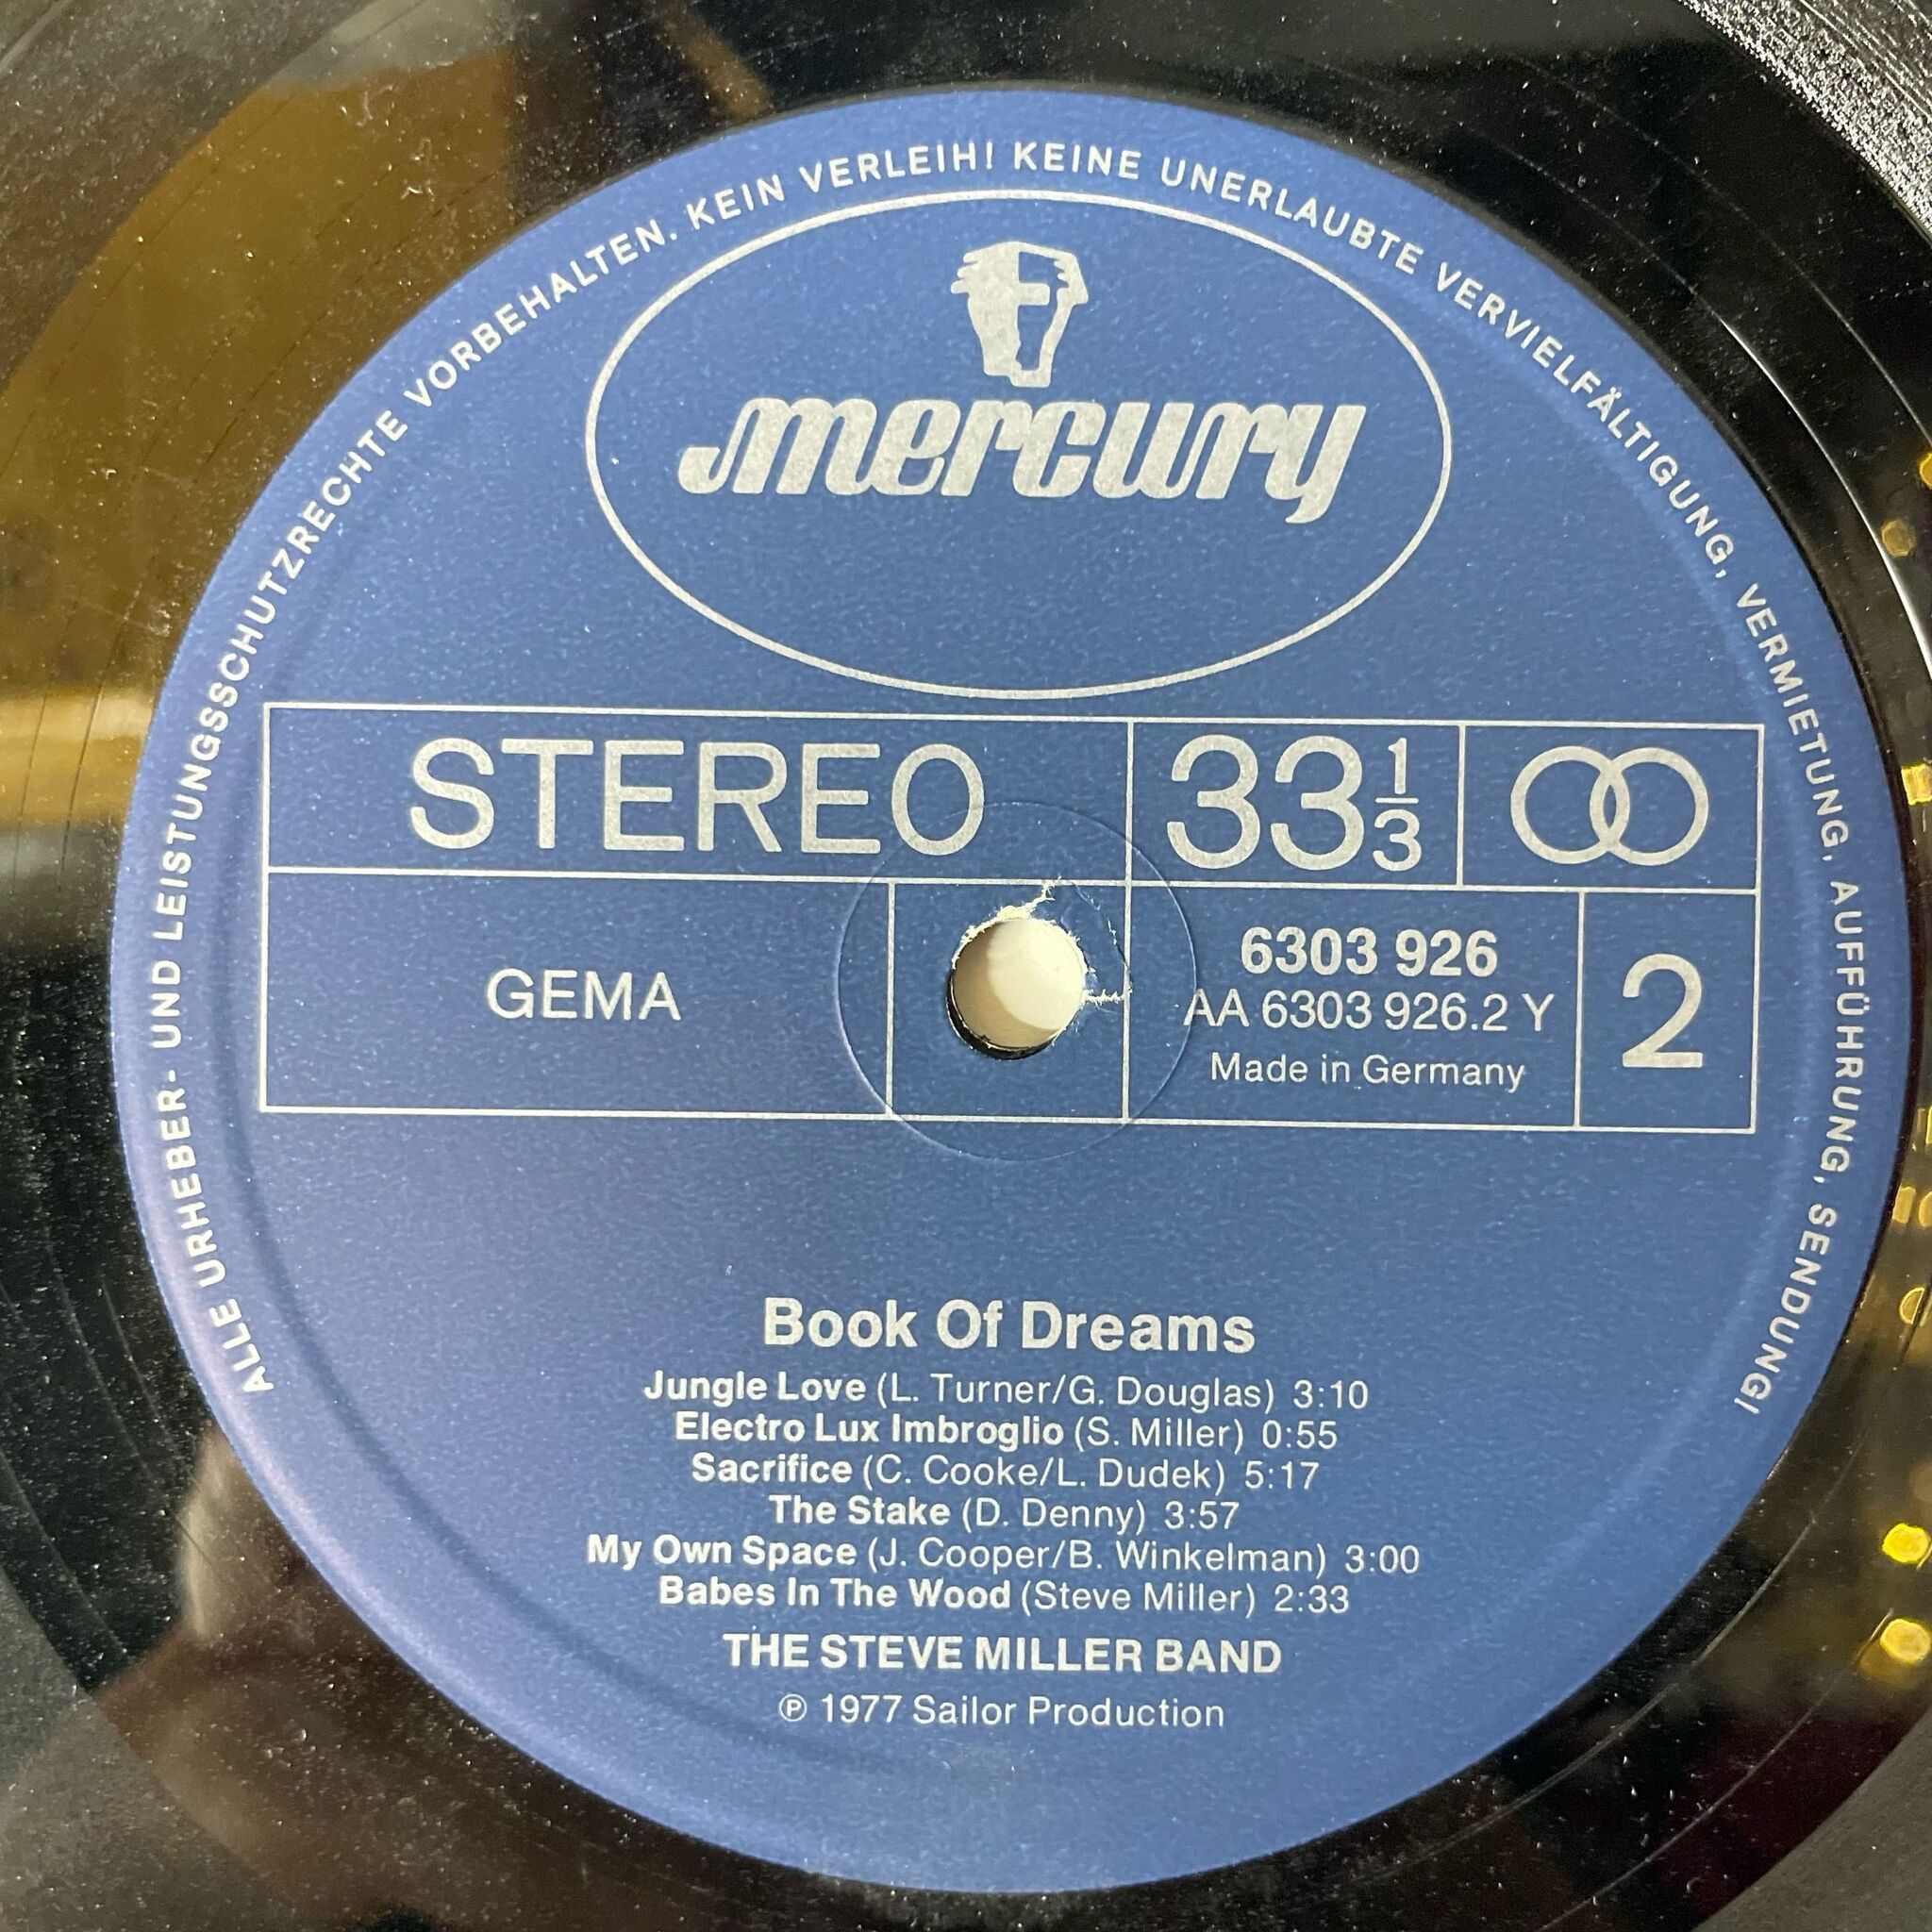 ALLE URHEBER- UND LEISTUNGSSCHUTZRECHTE VORBEHALTEN. KEIN VERLEIH! KEINE UNERLAUBTE VERVIELFÄLTIGUNG, VERMIETUNG, AUFFÜHRUNG, SENDUNG!
mercury
STEREO 33 1/3
GEMA
6303 926
AA 6303 926.2 Y
Made in Germany
2
Book Of Dreams
Jungle Love (L. Turner/G. Douglas) 3:10
Electro Lux Imbroglio (S. Miller) 0:55
Sacrifice (C. Cooke/L. Dudek) 5:17
The Stake (D. Denny) 3:57
My Own Space (J. Cooper/B. Winkelman) 3:00
Babes In The Wood (Steve Miller) 2:33
THE STEVE MILLER BAND
℗ 1977 Sailor Production